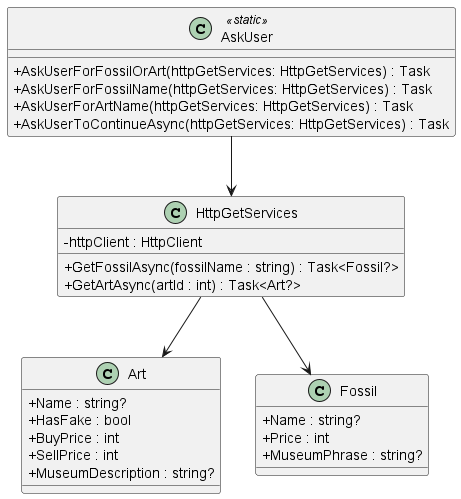 C
«static»
AskUser
+AskUserForFossilOrArt(httpGetServices: HttpGetServices) : Task
+AskUserForFossilName(httpGetServices: HttpGetServices) : Task
+AskUserForArtName(httpGetServices: HttpGetServices) : Task
+AskUserToContinueAsync(httpGetServices: HttpGetServices) : Task
C HttpGetServices
-httpClient : HttpClient
+GetFossilAsync(fossilName : string) : Task<Fossil?>
+GetArtAsync(artId : int) : Task<Art?>
C Art
+Name : string?
+HasFake : bool
+BuyPrice : int
+SellPrice : int
+MuseumDescription : string?
C Fossil
+Name : string?
+Price : int
+MuseumPhrase : string?